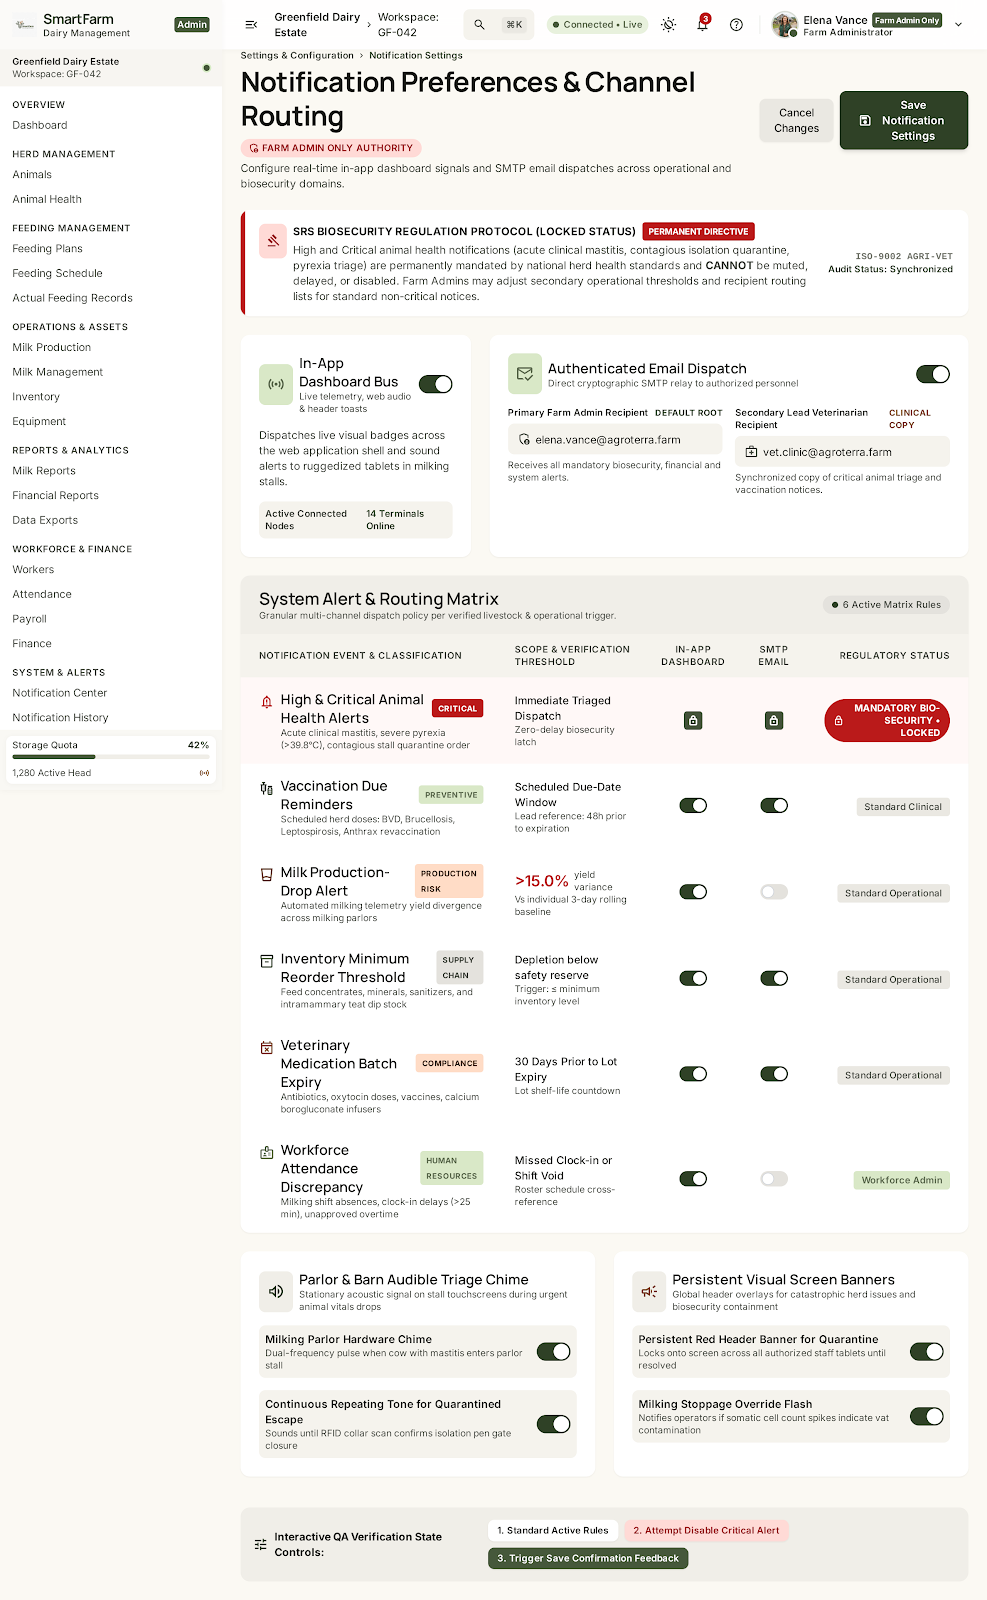 SmartFarm
Dairy Management
Admin
Greenfield Dairy Estate
Workspace: GF-042
OVERVIEW
Dashboard
HERD MANAGEMENT
Animals
Animal Health
FEEDING MANAGEMENT
Feeding Plans
Feeding Schedule
Actual Feeding Records
OPERATIONS & ASSETS
Milk Production
Milk Management
Inventory
Equipment
REPORTS & ANALYTICS
Milk Reports
Financial Reports
Data Exports
WORKFORCE & FINANCE
Workers
Attendance
Payroll
Finance
SYSTEM & ALERTS
Notification Center
Notification History
Storage Quota 42%
1,280 Active Head
Greenfield Dairy
Estate
›
Workspace:
GF-042
⌘K
Connected • Live
3
Elena Vance
Farm Admin Only
Farm Administrator
Settings & Configuration › Notification Settings
Notification Preferences & Channel
Routing
FARM ADMIN ONLY AUTHORITY
Configure real-time in-app dashboard signals and SMTP email dispatches across operational and
biosecurity domains.
Cancel
Changes
Save
Notification
Settings
SRS BIOSECURITY REGULATION PROTOCOL (LOCKED STATUS) PERMANENT DIRECTIVE
High and Critical animal health notifications (acute clinical mastitis, contagious isolation quarantine,
pyrexia triage) are permanently mandated by national herd health standards and CANNOT be muted,
delayed, or disabled. Farm Admins may adjust secondary operational thresholds and recipient routing
lists for standard non-critical notices.
ISO-9002 AGRI-VET
Audit Status: Synchronized
In-App
Dashboard Bus
Live telemetry, web audio
& header toasts
Dispatches live visual badges across
the web application shell and sound
alerts to ruggedized tablets in milking
stalls.
Active Connected
Nodes
14 Terminals
Online
Authenticated Email Dispatch
Direct cryptographic SMTP relay to authorized personnel
Primary Farm Admin Recipient DEFAULT ROOT
elena.vance@agroterra.farm
Receives all mandatory biosecurity, financial and
system alerts.
Secondary Lead Veterinarian
Recipient
CLINICAL
COPY
vet.clinic@agroterra.farm
Synchronized copy of critical animal triage and
vaccination notices.
System Alert & Routing Matrix
Granular multi-channel dispatch policy per verified livestock & operational trigger.
6 Active Matrix Rules
NOTIFICATION EVENT & CLASSIFICATION
SCOPE & VERIFICATION
THRESHOLD
IN-APP
DASHBOARD
SMTP
EMAIL
REGULATORY STATUS
High & Critical Animal
Health Alerts
CRITICAL
Acute clinical mastitis, severe pyrexia
(>39.8°C), contagious stall quarantine order
Immediate Triaged
Dispatch
Zero-delay biosecurity
latch
MANDATORY BIO-
SECURITY •
LOCKED
Vaccination Due
Reminders
PREVENTIVE
Scheduled herd doses: BVD, Brucellosis,
Leptospirosis, Anthrax revaccination
Scheduled Due-Date
Window
Lead reference: 48h prior
to expiration
Standard Clinical
Milk Production-
Drop Alert
PRODUCTION
RISK
Automated milking telemetry yield divergence
across milking parlors
>15.0% yield
variance
Vs individual 3-day rolling
baseline
Standard Operational
Inventory Minimum
Reorder Threshold
SUPPLY
CHAIN
Feed concentrates, minerals, sanitizers, and
intramammary teat dip stock
Depletion below
safety reserve
Trigger: ≤ minimum
inventory level
Standard Operational
Veterinary
Medication Batch
Expiry
COMPLIANCE
Antibiotics, oxytocin doses, vaccines, calcium
borogluconate infusers
30 Days Prior to Lot
Expiry
Lot shelf-life countdown
Standard Operational
Workforce
Attendance
Discrepancy
HUMAN
RESOURCES
Milking shift absences, clock-in delays (>25
min), unapproved overtime
Missed Clock-in or
Shift Void
Roster schedule cross-
reference
Workforce Admin
Parlor & Barn Audible Triage Chime
Stationary acoustic signal on stall touchscreens during urgent
animal vitals drops
Milking Parlor Hardware Chime
Dual-frequency pulse when cow with mastitis enters parlor
stall
Continuous Repeating Tone for Quarantined
Escape
Sounds until RFID collar scan confirms isolation pen gate
closure
Persistent Visual Screen Banners
Global header overlays for catastrophic herd issues and
biosecurity containment
Persistent Red Header Banner for Quarantine
Locks onto screen across all authorized staff tablets until
resolved
Milking Stoppage Override Flash
Notifies operators if somatic cell count spikes indicate vat
contamination
Interactive QA Verification State
Controls:
1. Standard Active Rules
2. Attempt Disable Critical Alert
3. Trigger Save Confirmation Feedback